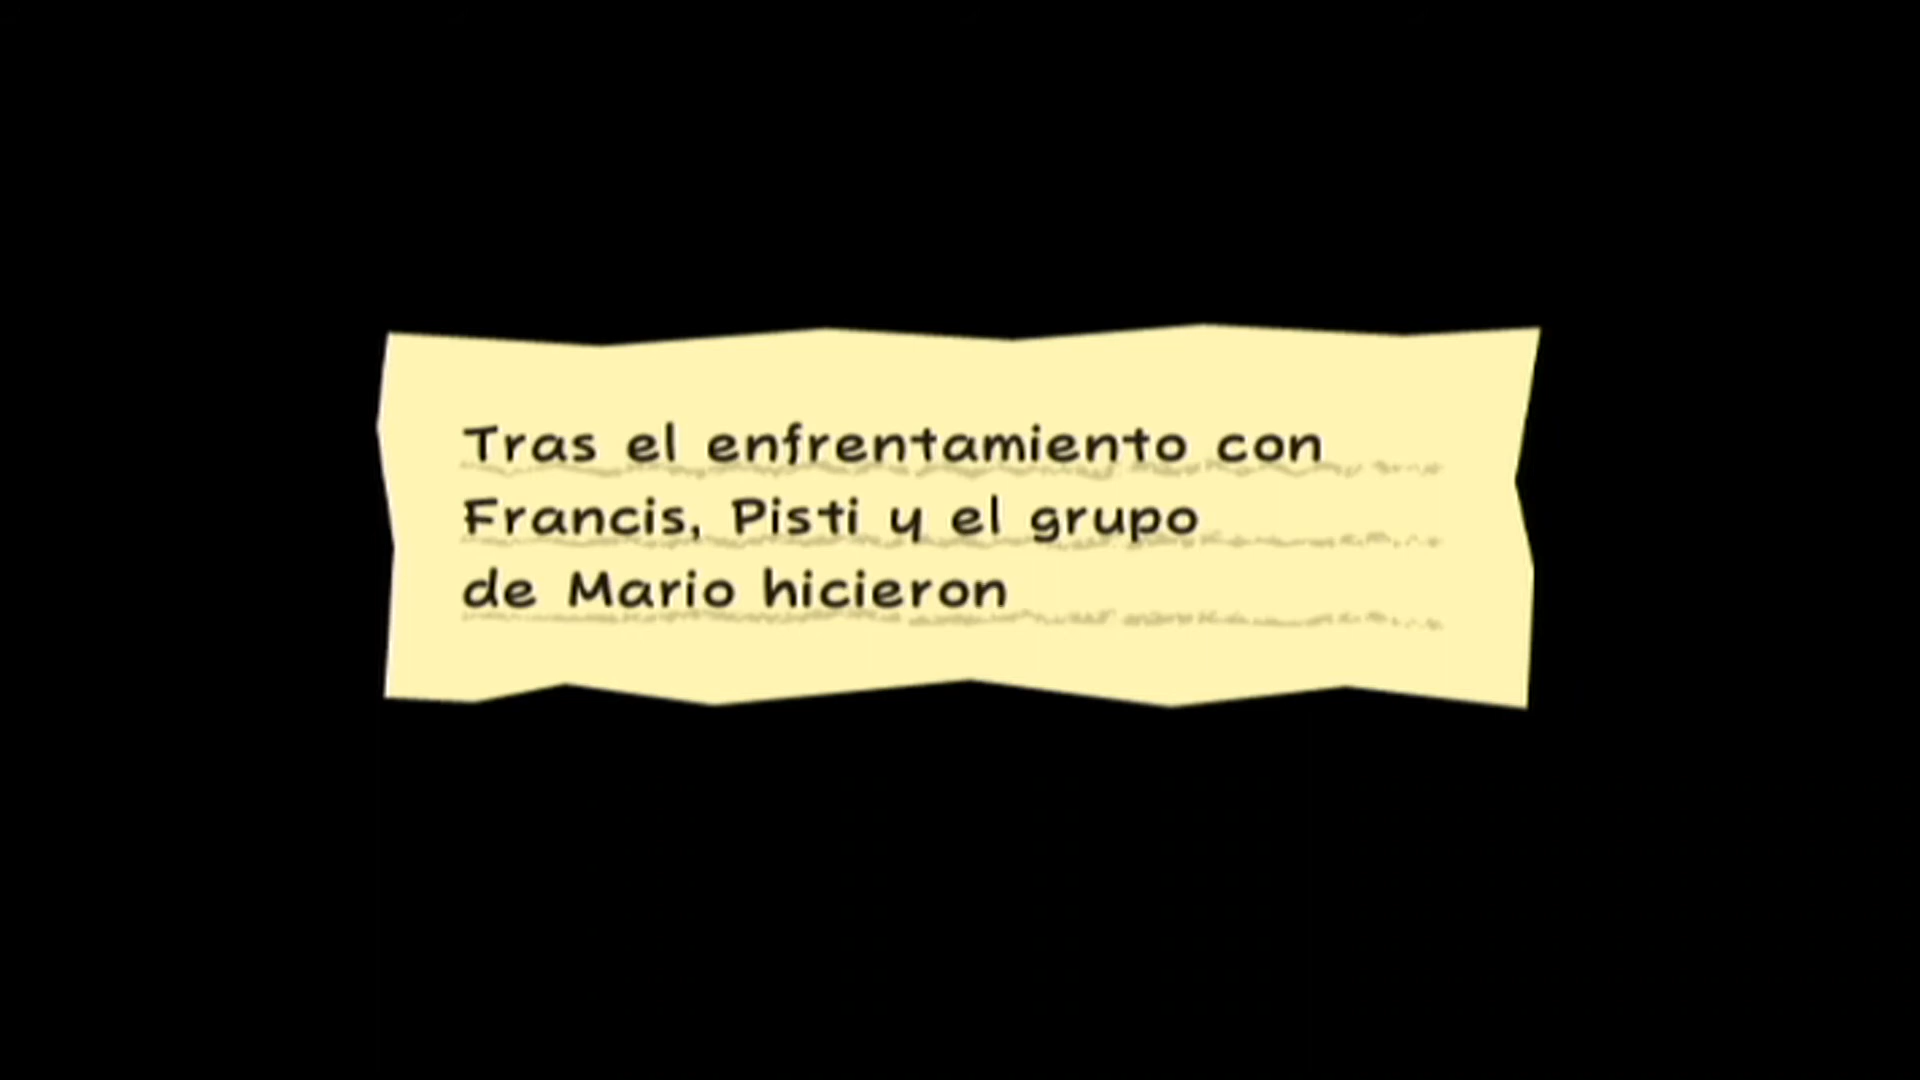 Tras el enfrentamiento con
Francis, Pisti y el grupo
de Mario hicieron